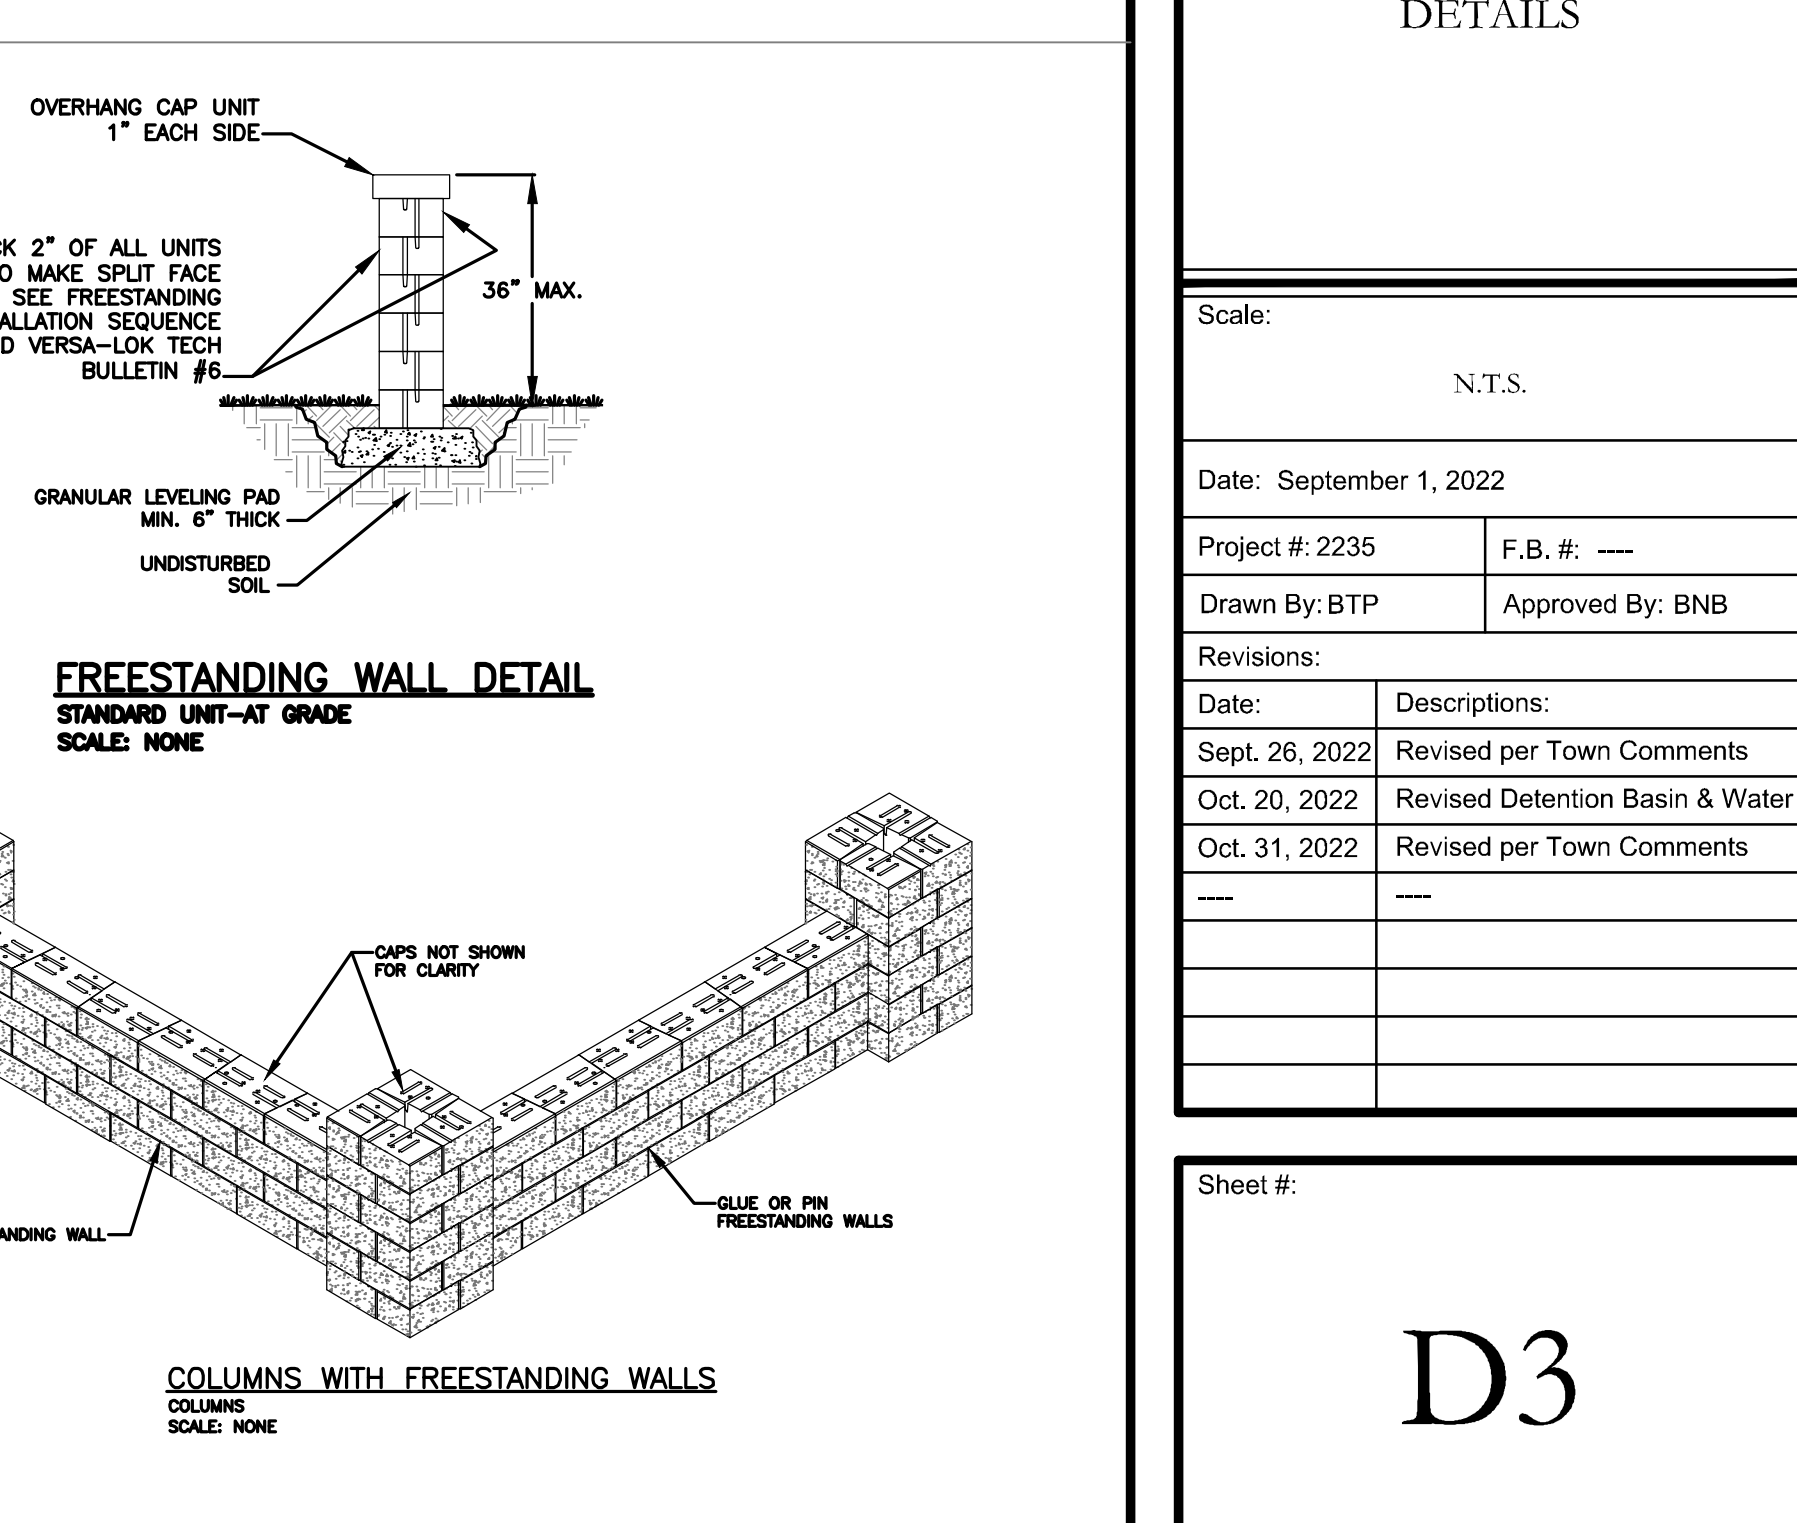 OVERHANG CAP UNIT
1" EACH SIDE
2" OF ALL UNITS
MAKE SPLIT FACE
SEE FREESTANDING
SEQUENCE
VERSA-LOK TECH
BULLETIN #6
36" MAX.
GRANULAR LEVELING PAD
MIN. 6" THICK
UNDISTURBED
SOIL
FREESTANDING WALL DETAIL
STANDARD UNIT-AT GRADE
SCALE: NONE
CAPS NOT SHOWN
FOR CLARITY
WALL
GLUE OR PIN
FREESTANDING WALLS
COLUMNS WITH FREESTANDING WALLS
COLUMNS
SCALE: NONE
DETAILS
Scale:
N.T.S.
Date: September 1, 2022
Project #: 2235 F.B. #: ----
Drawn By: BTP Approved By: BNB
Revisions:
Date: Descriptions:
Sept. 26, 2022 Revised per Town Comments
Oct. 20, 2022 Revised Detention Basin & Water
Oct. 31, 2022 Revised per Town Comments
---- ----
Sheet #:
D3